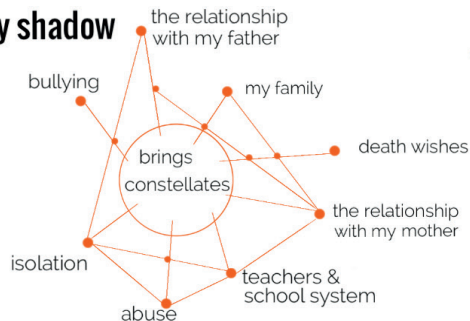 y shadow
the relationship
with my father
bullying
my family
brings
constellates
death wishes
the relationship
with my mother
isolation
teachers &
school system
abuse